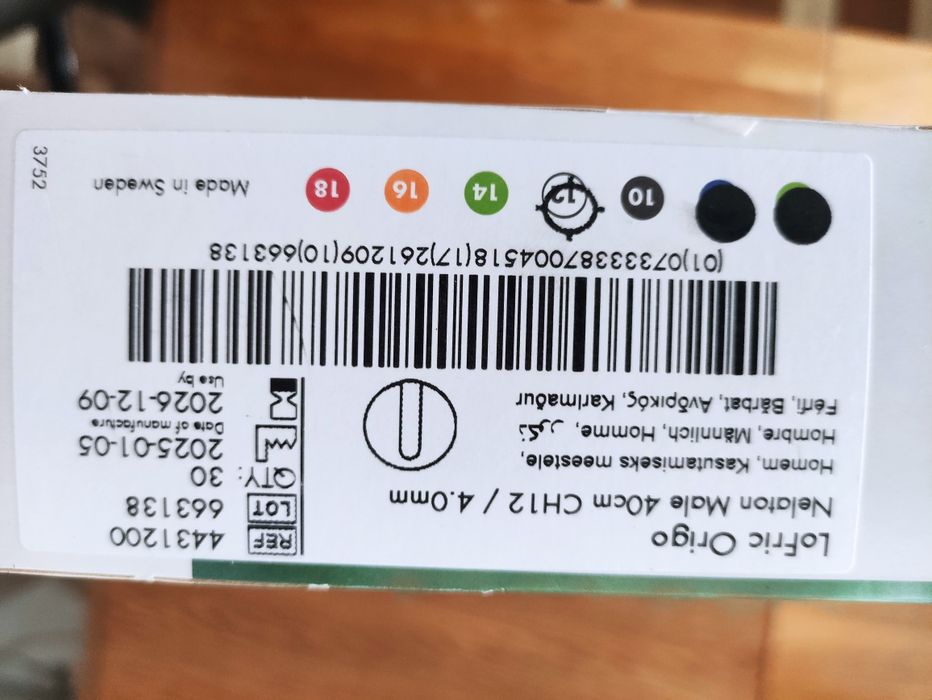 LoFric Origo
Nelaton Male 40cm CH12 / 4.0mm
Homem, Kasutamiseks meestele,
Hombre, Männlich, Homme, ذكور
Férfi, Bărbat, Ανδρικός, Karlmaður
REF 4431200
LOT 663138
QTY: 30
2025-01-05
Date of manufacture
2026-12-09
Use by
(01)07333387004518(17)261209(10)663138
10 12 14 16 18 Made in Sweden
3752